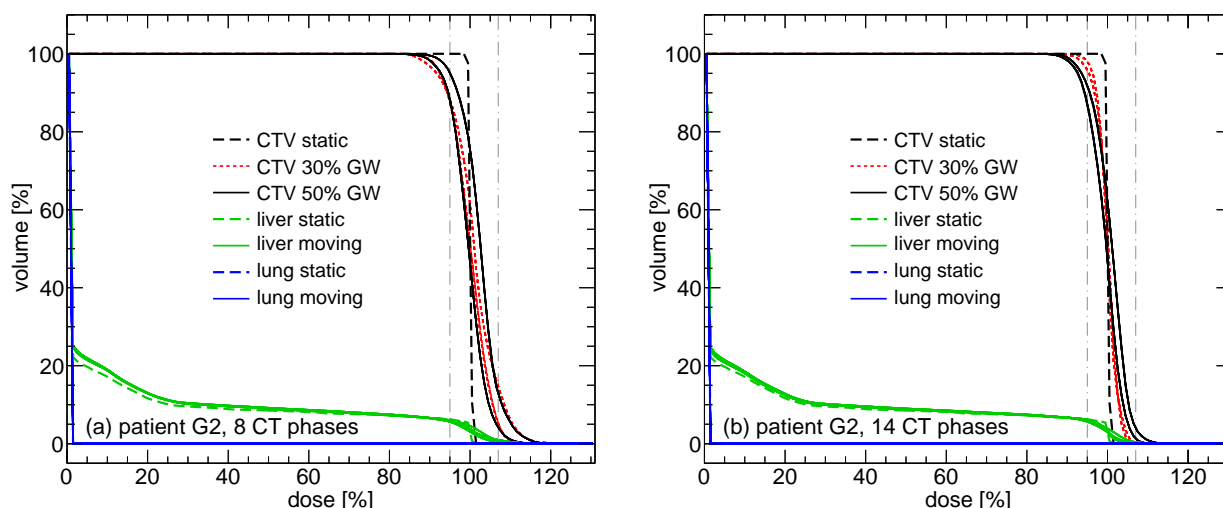 100
80
60
40
20
0
volume [%]
CTV static
CTV 30% GW
CTV 50% GW
liver static
liver moving
lung static
lung moving
(a) patient G2, 8 CT phases
0 20 40 60 80 100 120
dose [%]
100
80
60
40
20
0
volume [%]
CTV static
CTV 30% GW
CTV 50% GW
liver static
liver moving
lung static
lung moving
(b) patient G2, 14 CT phases
0 20 40 60 80 100 120
dose [%]